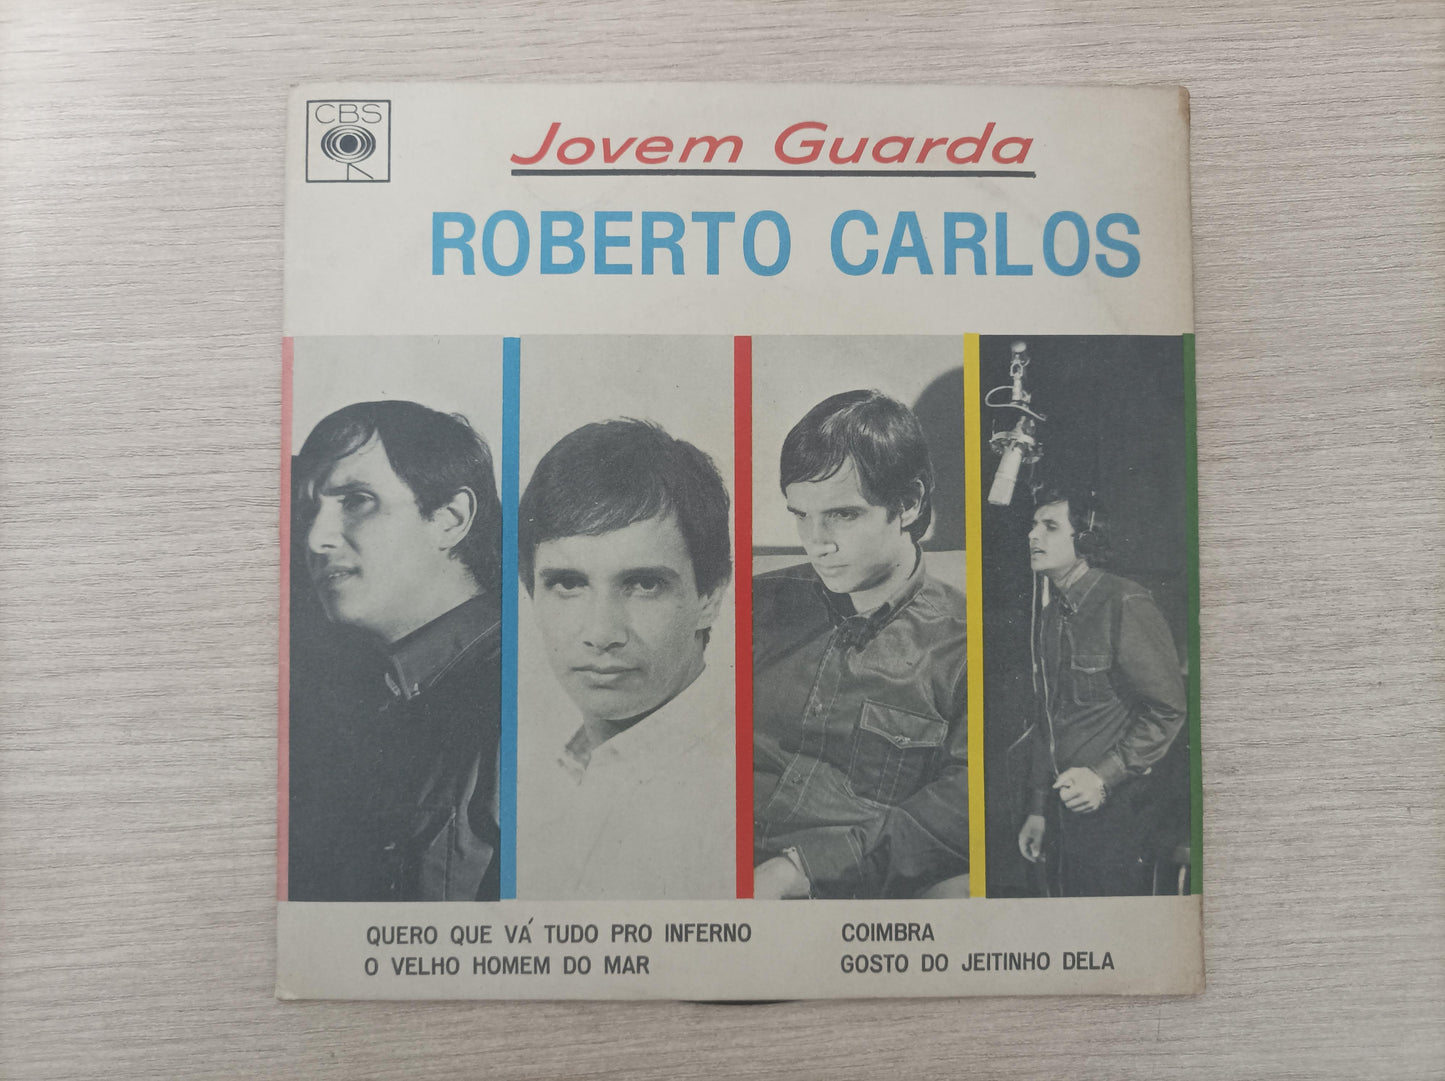 CBS
Jovem Guarda
ROBERTO CARLOS
QUERO QUE VÁ TUDO PRO INFERNO
O VELHO HOMEM DO MAR
COIMBRA
GOSTO DO JEITINHO DELA